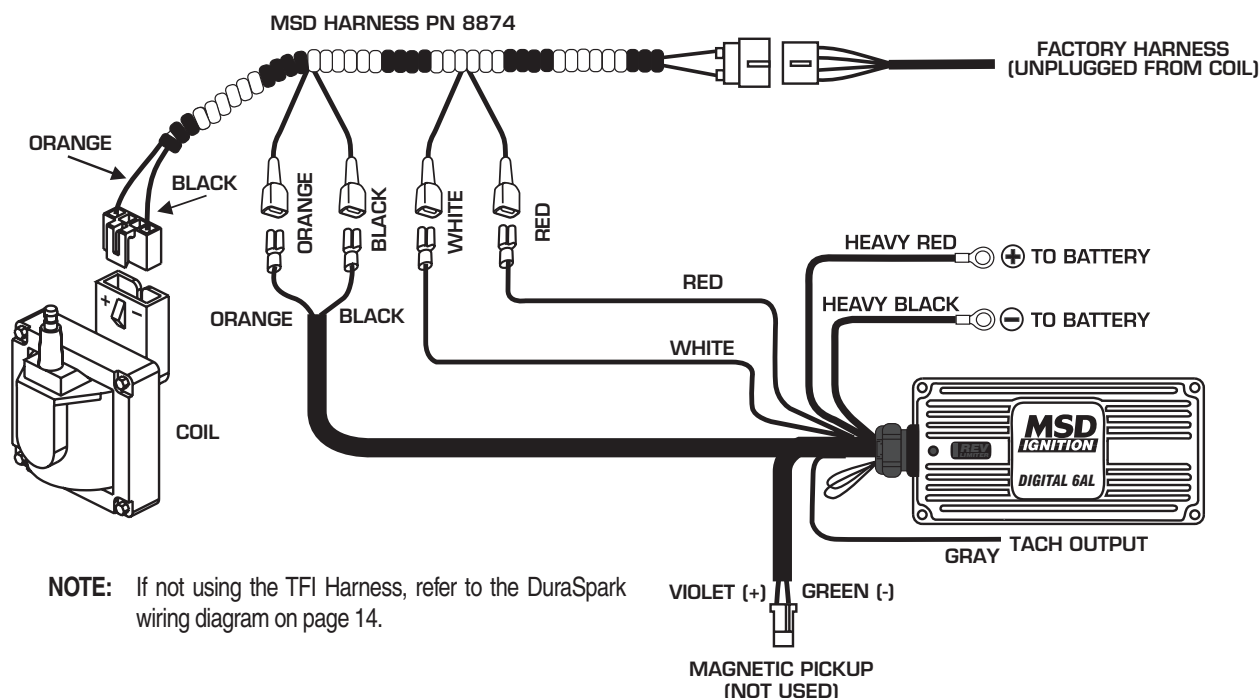 MSD HARNESS PN 8874
FACTORY HARNESS
(UNPLUGGED FROM COIL)
ORANGE
BLACK
ORANGE
BLACK
WHITE
RED
HEAVY RED
+ TO BATTERY
RED
HEAVY BLACK
- TO BATTERY
ORANGE
BLACK
WHITE
+ -
COIL
MSD
IGNITION
REV
LIMITER
DIGITAL 6AL
TACH OUTPUT
GRAY
NOTE: If not using the TFI Harness, refer to the DuraSpark
wiring diagram on page 14.
VIOLET (+)
GREEN (-)
MAGNETIC PICKUP
(NOT USED)